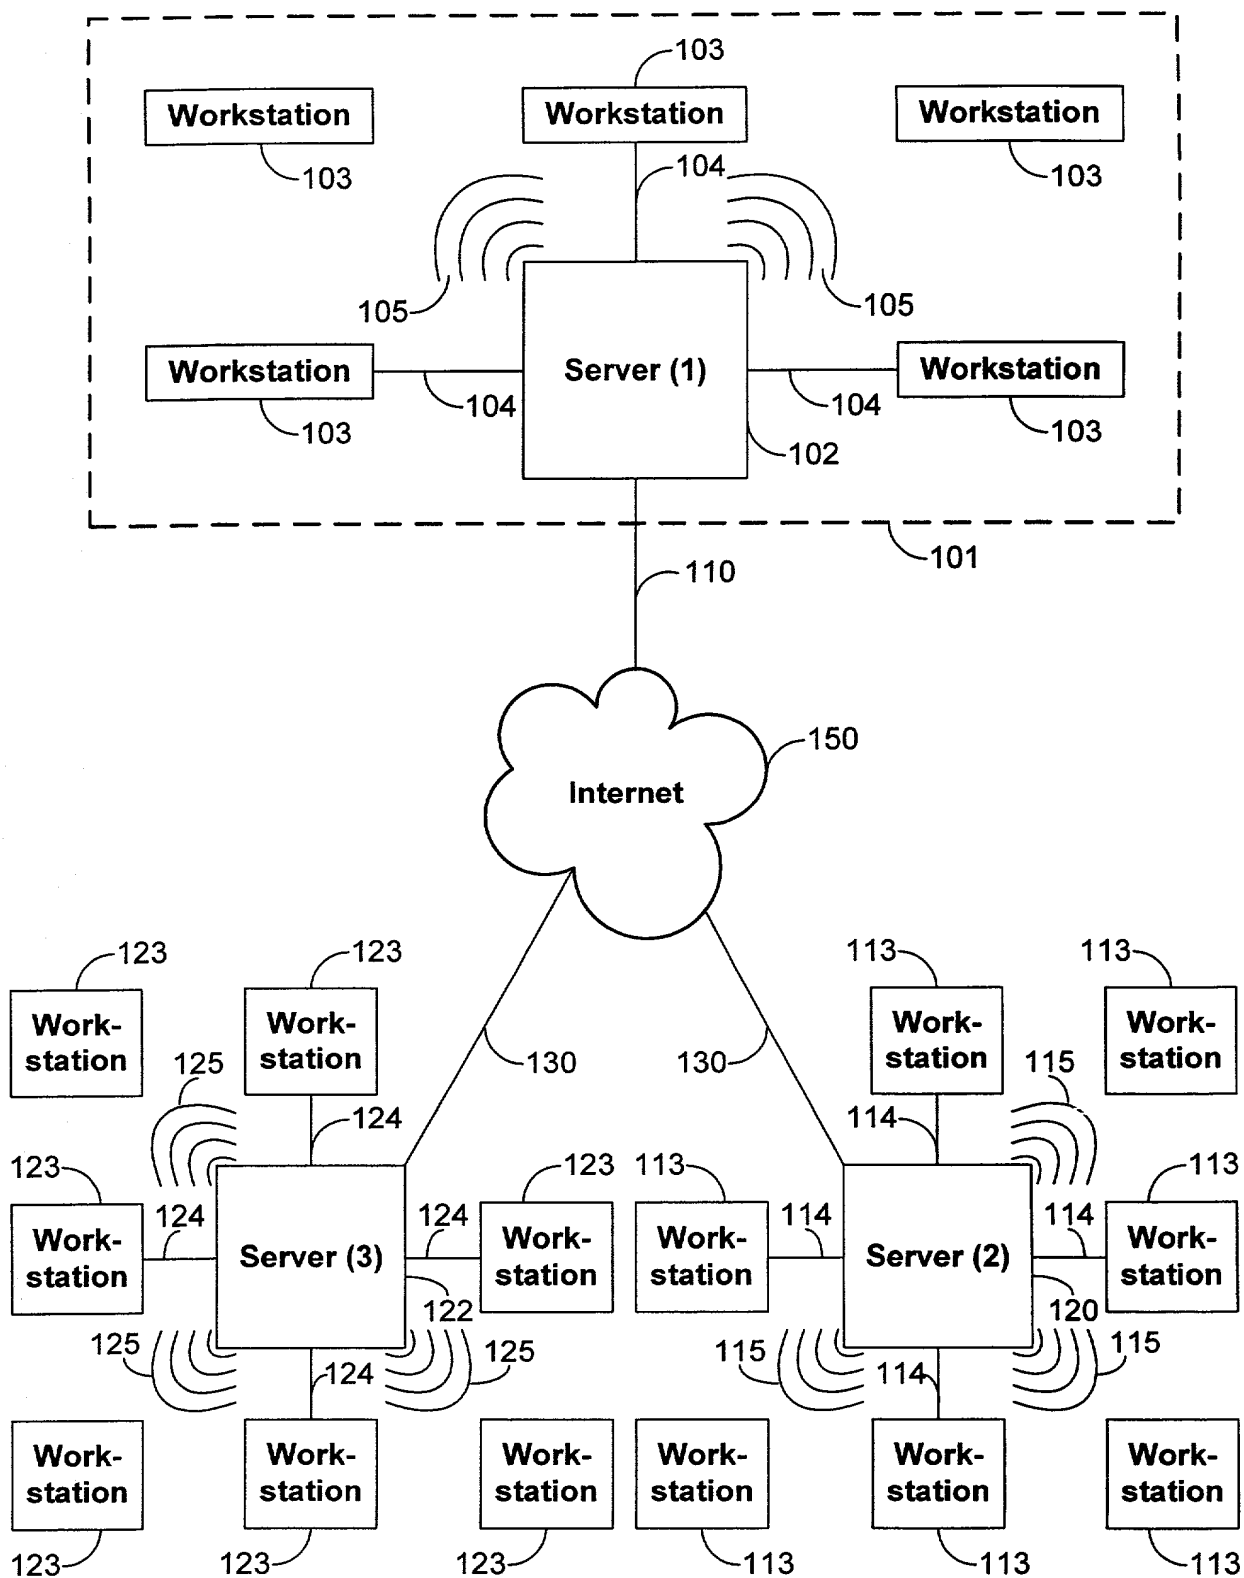 103
Workstation
Workstation
Workstation
103
104
103
105
105
Workstation
Server (1)
Workstation
104
104
103
102
103
101
110
150
Internet
123
123
113
113
Work-
station
Work-
station
Work-
station
Work-
station
125
130
130
115
124
114
123
123
113
113
124
124
114
114
Work-
station
Server (3)
Work-
station
Work-
station
Server (2)
Work-
station
122
120
125
125
115
115
124
114
Work-
station
Work-
station
Work-
station
Work-
station
Work-
station
Work-
station
123
123
123
113
113
113